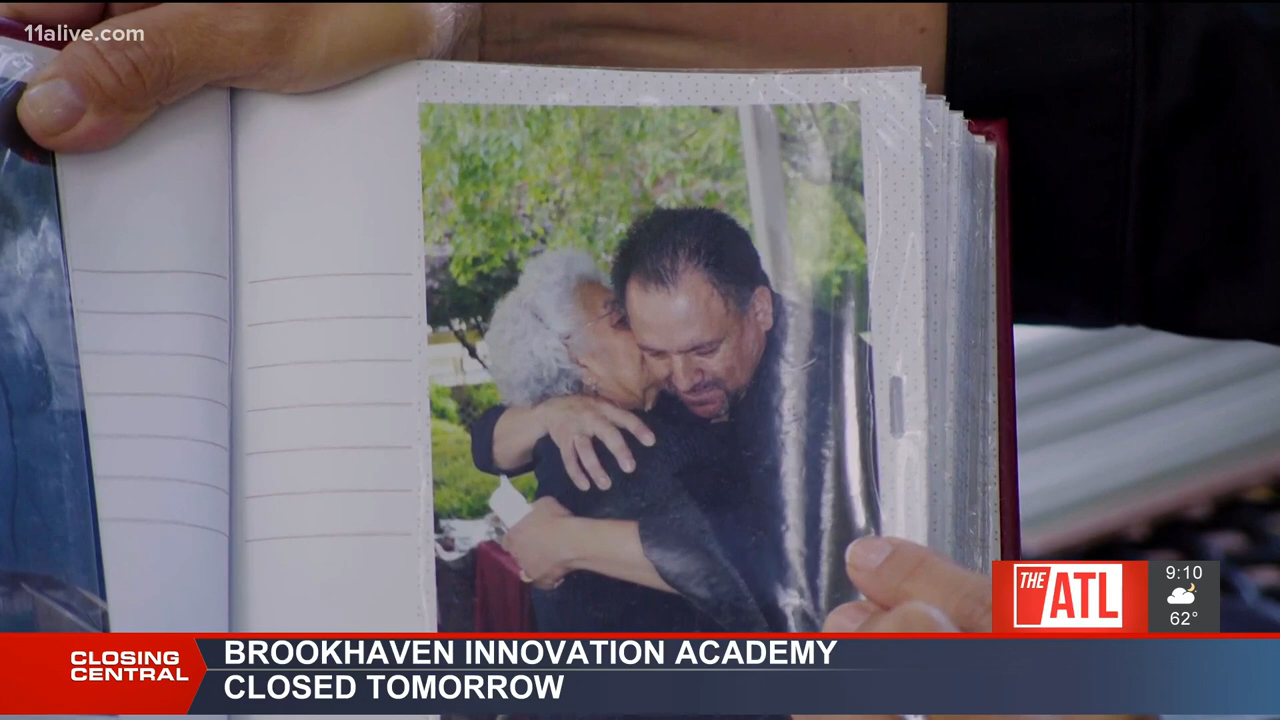 11alive.com
THE ATL
9:10
62°
CLOSING
CENTRAL
BROOKHAVEN INNOVATION ACADEMY
CLOSED TOMORROW